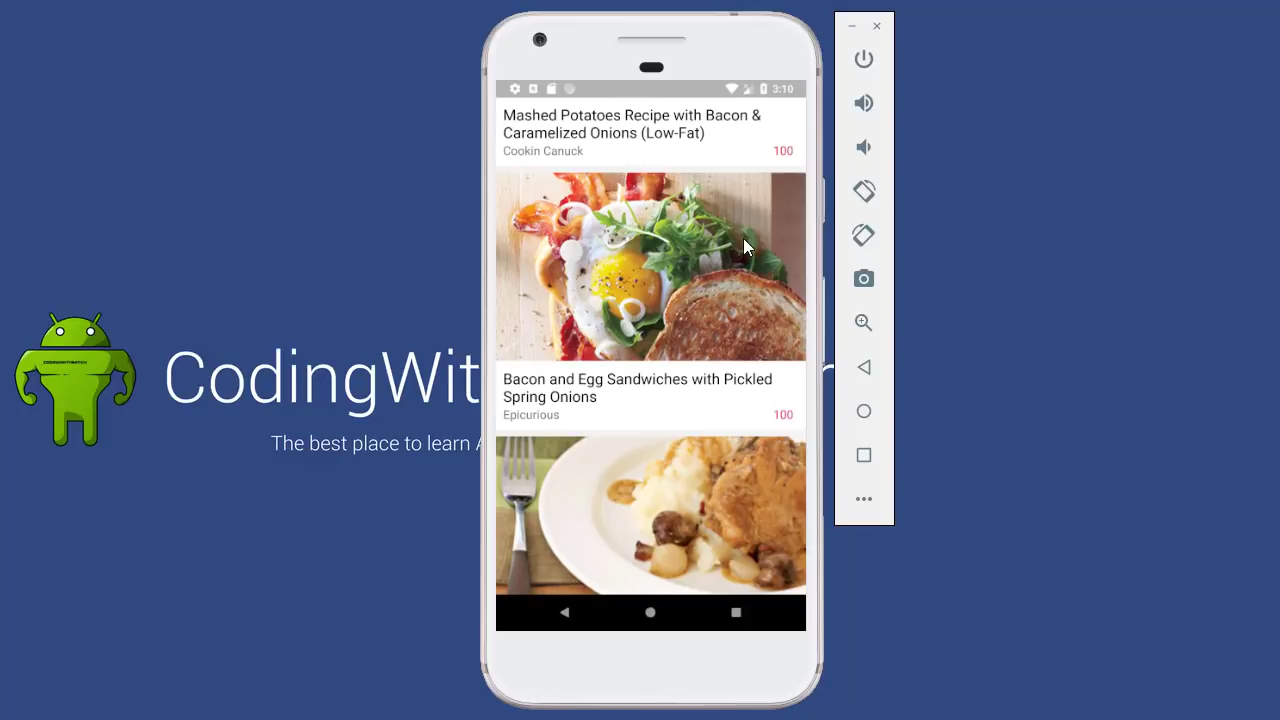 3:10
Mashed Potatoes Recipe with Bacon &
Caramelized Onions (Low-Fat)
Cookin Canuck
100
Bacon and Egg Sandwiches with Pickled
Spring Onions
Epicurious
100
CODINGWITHMITCH
CodingWit
The best place to learn A